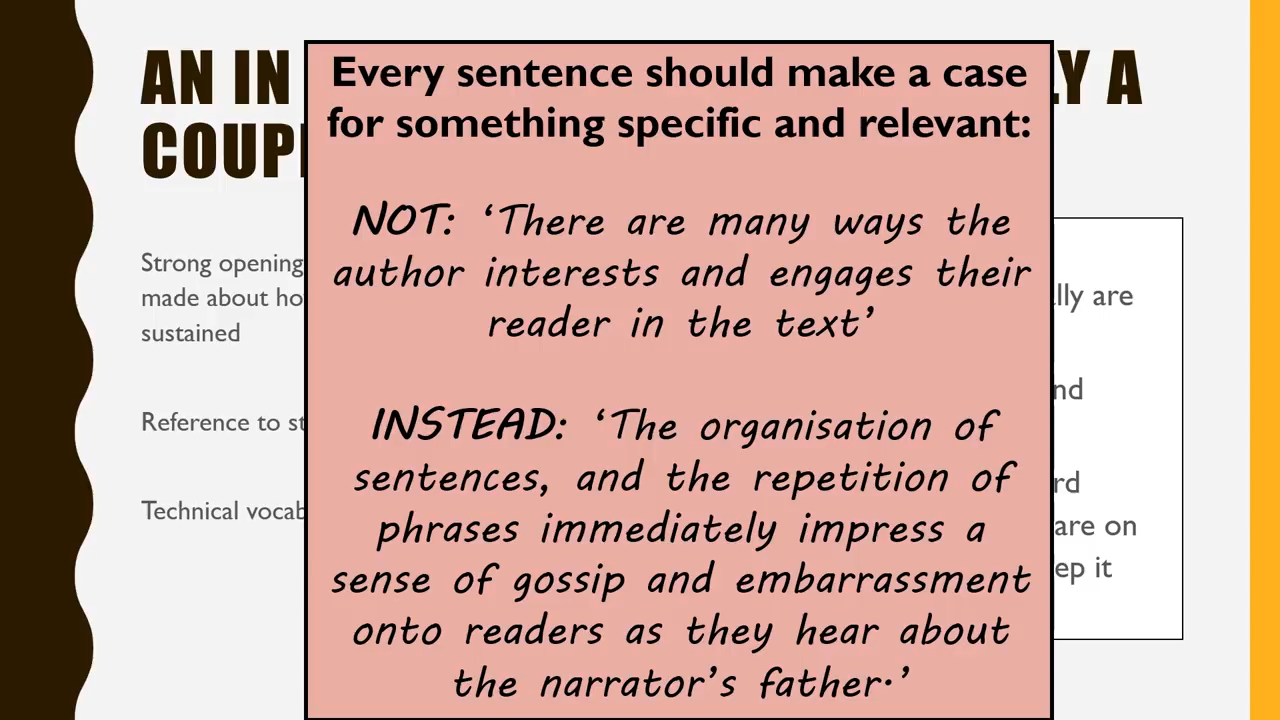 AN IN LY A
COUP
Every sentence should make a case
for something specific and relevant:
NOT: ‘There are many ways the
author interests and engages their
reader in the text’
INSTEAD: ‘The organisation of
sentences, and the repetition of
phrases immediately impress a
sense of gossip and embarrassment
onto readers as they hear about
the narrator’s father.’
Strong opening
made about ho
sustained
Reference to st
Technical vocab
lly are
nd
rd
are on
ep it